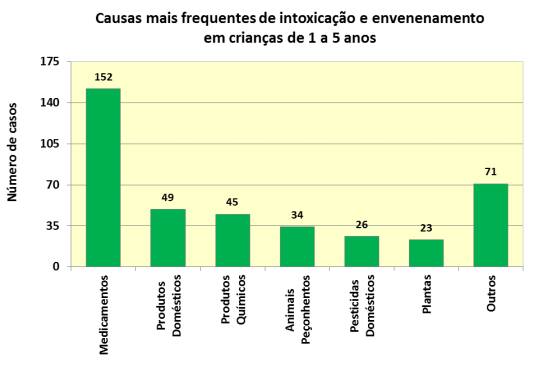 Causas mais frequentes de intoxicação e envenenamento
em crianças de 1 a 5 anos
Número de casos
175
140
105
70
35
0
152
49
45
34
26
23
71
Medicamentos
Produtos
Domésticos
Produtos
Químicos
Animais
Peçonhentos
Pesticidas
Domésticos
Plantas
Outros